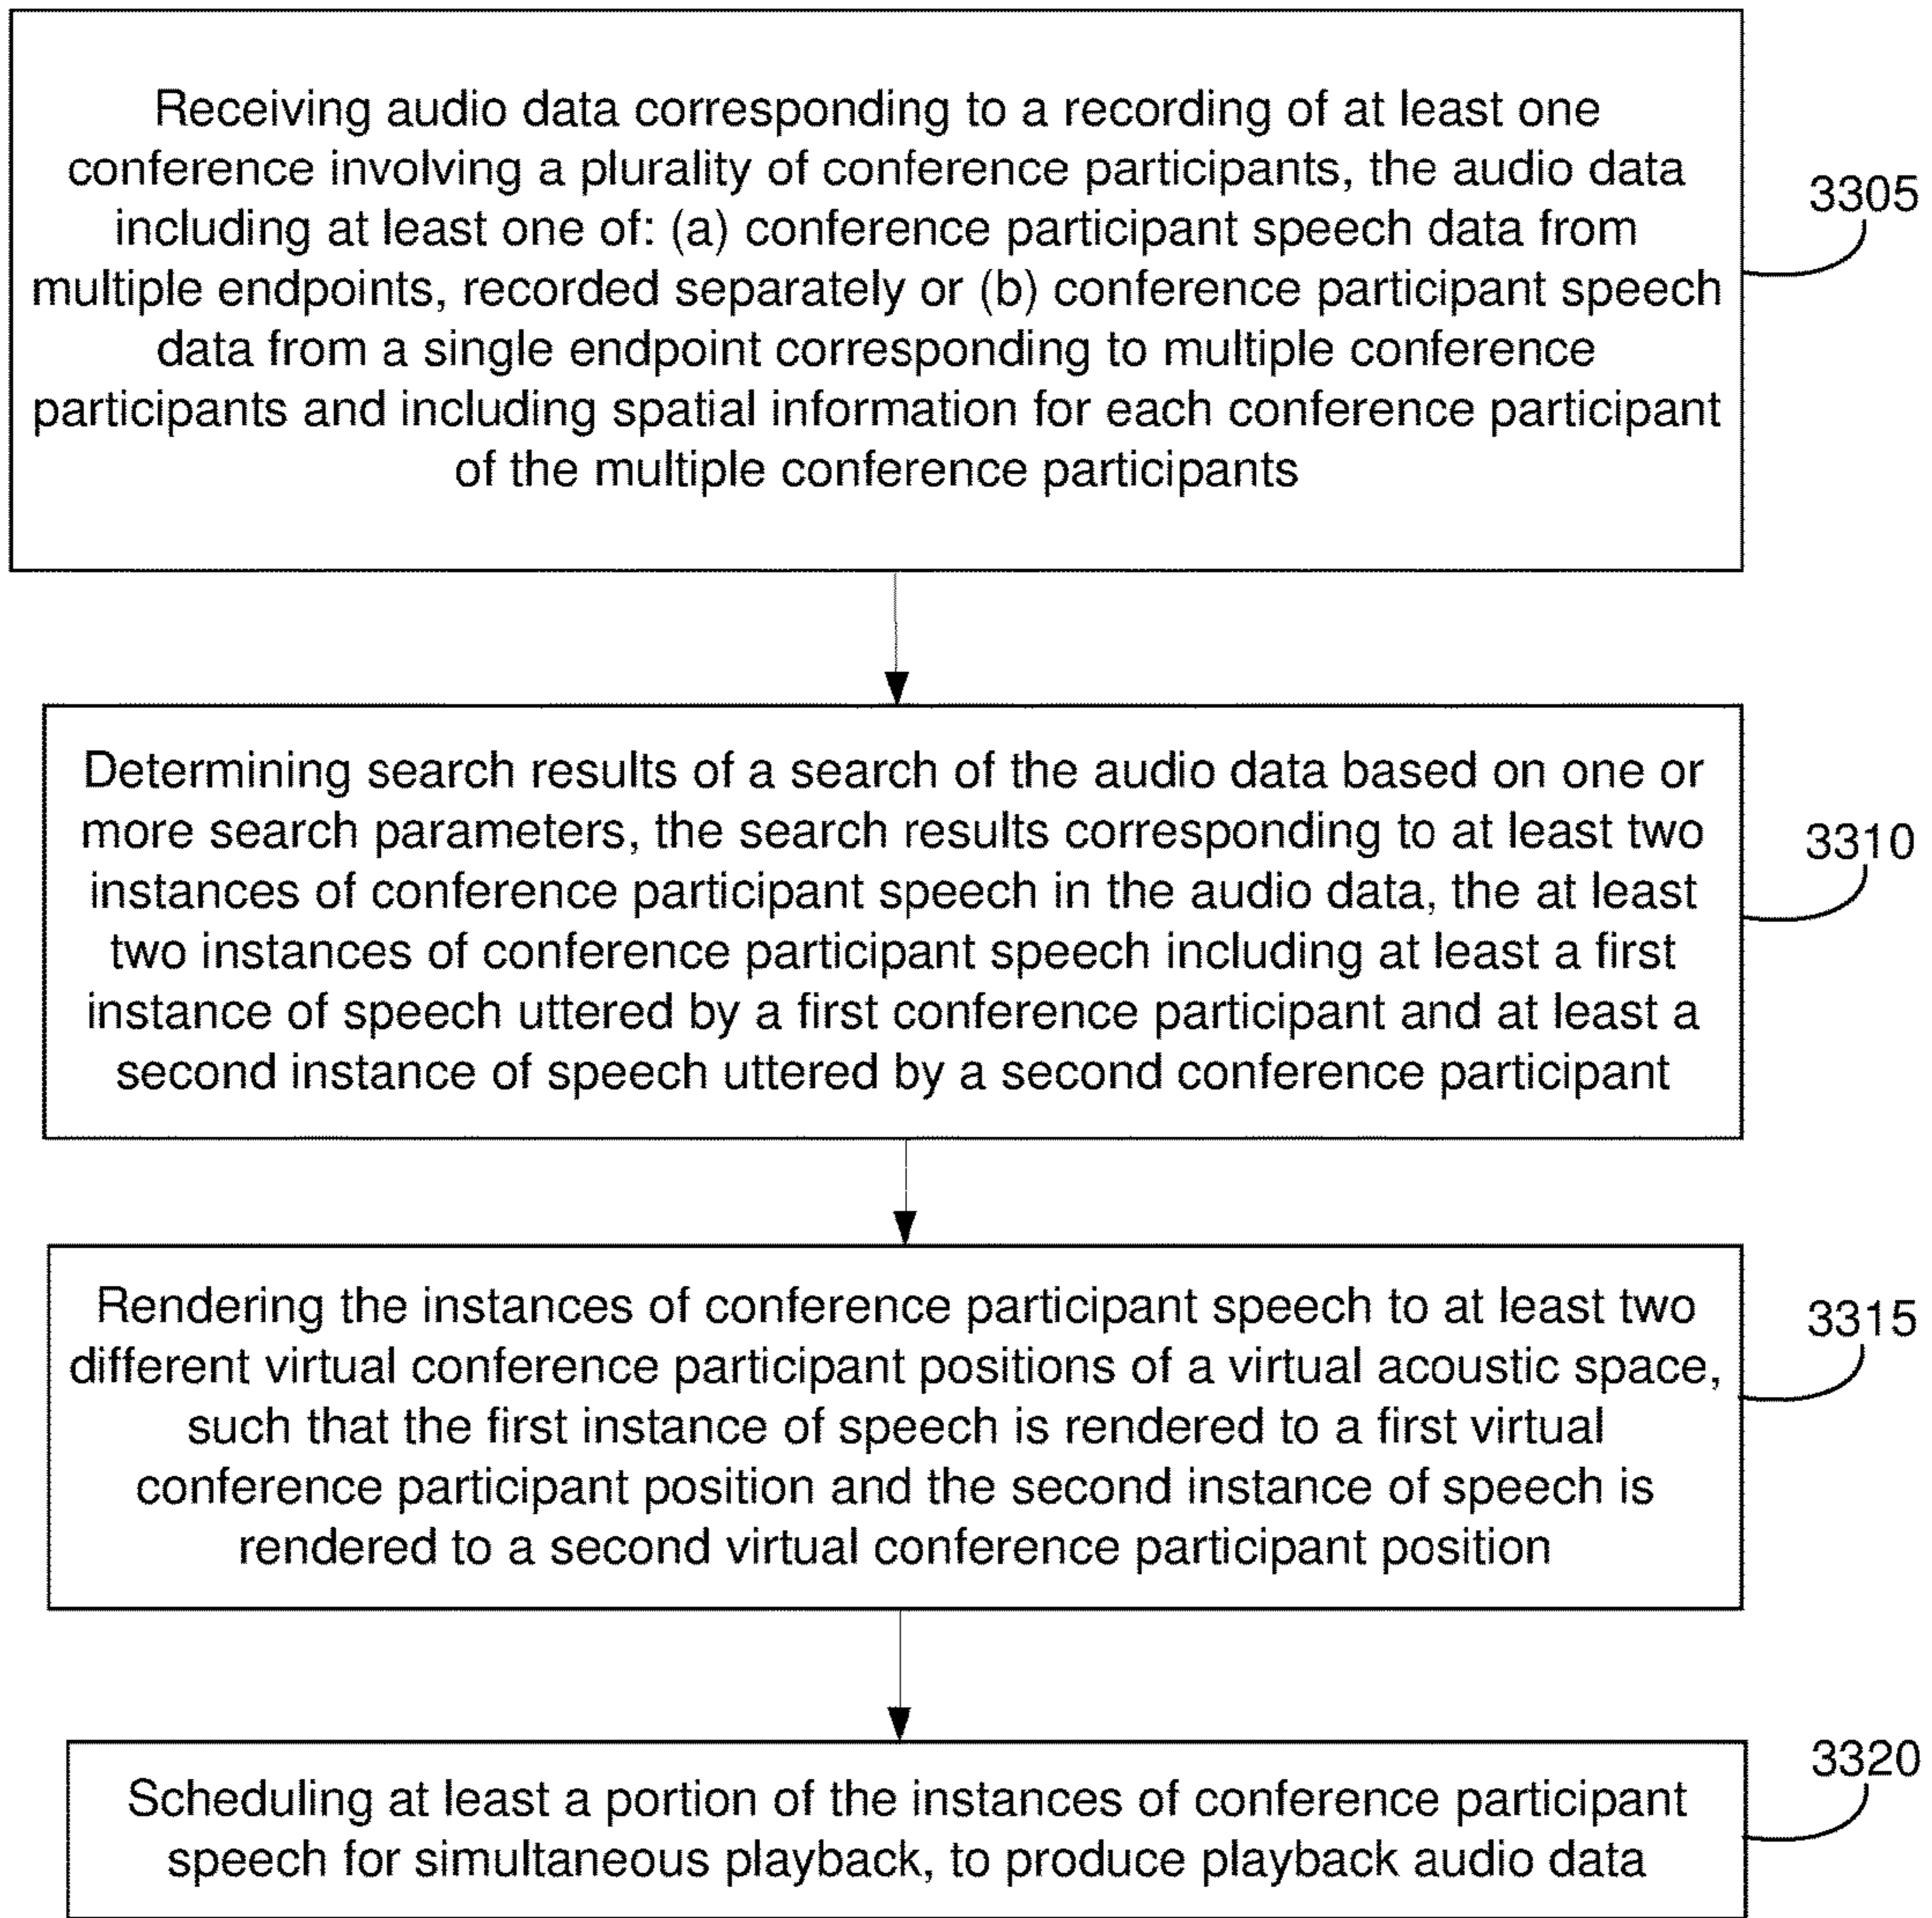 Receiving audio data corresponding to a recording of at least one
conference involving a plurality of conference participants, the audio data
including at least one of: (a) conference participant speech data from
multiple endpoints, recorded separately or (b) conference participant speech
data from a single endpoint corresponding to multiple conference
participants and including spatial information for each conference participant
of the multiple conference participants
3305
Determining search results of a search of the audio data based on one or
more search parameters, the search results corresponding to at least two
instances of conference participant speech in the audio data, the at least
two instances of conference participant speech including at least a first
instance of speech uttered by a first conference participant and at least a
second instance of speech uttered by a second conference participant
3310
Rendering the instances of conference participant speech to at least two
different virtual conference participant positions of a virtual acoustic space,
such that the first instance of speech is rendered to a first virtual
conference participant position and the second instance of speech is
rendered to a second virtual conference participant position
3315
Scheduling at least a portion of the instances of conference participant
speech for simultaneous playback, to produce playback audio data
3320